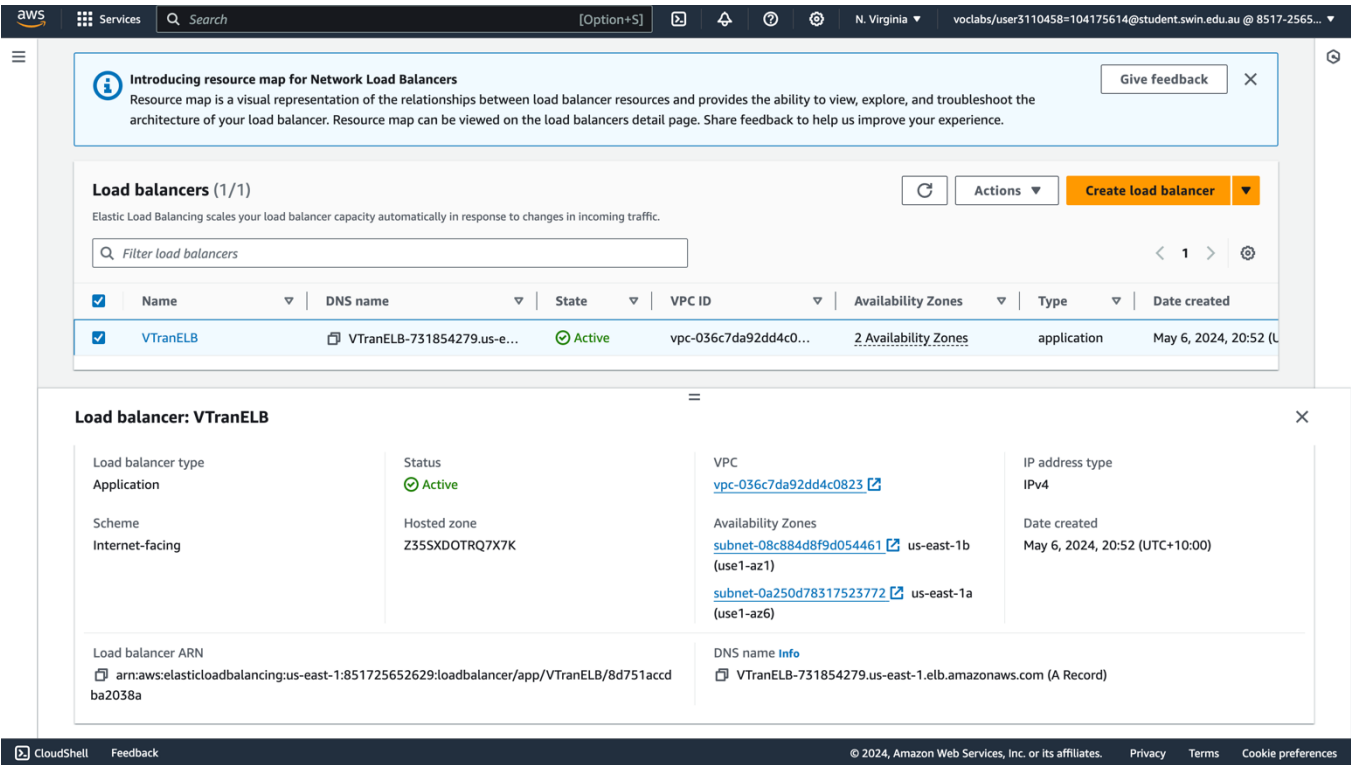 aws
Services
Search [Option+S]
N. Virginia
voclabs/user3110458=104175614@student.swin.edu.au @ 8517-2565...
Introducing resource map for Network Load Balancers
Give feedback
Resource map is a visual representation of the relationships between load balancer resources and provides the ability to view, explore, and troubleshoot the
architecture of your load balancer. Resource map can be viewed on the load balancers detail page. Share feedback to help us improve your experience.
Load balancers (1/1)
Actions
Create load balancer
Elastic Load Balancing scales your load balancer capacity automatically in response to changes in incoming traffic.
Filter load balancers
1
Name DNS name State VPC ID Availability Zones Type Date created
VTranELB VTranELB-731854279.us-e... Active vpc-036c7da92dd4c0... 2 Availability Zones application May 6, 2024, 20:52 (U
Load balancer: VTranELB
Load balancer type
Application
Status
Active
VPC
vpc-036c7da92dd4c0823
IP address type
IPv4
Scheme
Internet-facing
Hosted zone
Z35SXDOTRQ7X7K
Availability Zones
subnet-08c884d8f9d054461 us-east-1b
(use1-az1)
subnet-0a250d78317523772 us-east-1a
(use1-az6)
Date created
May 6, 2024, 20:52 (UTC+10:00)
Load balancer ARN
arn:aws:elasticloadbalancing:us-east-1:851725652629:loadbalancer/app/VTranELB/8d751accd
ba2038a
DNS name Info
VTranELB-731854279.us-east-1.elb.amazonaws.com (A Record)
CloudShell Feedback
© 2024, Amazon Web Services, Inc. or its affiliates. Privacy Terms Cookie preferences